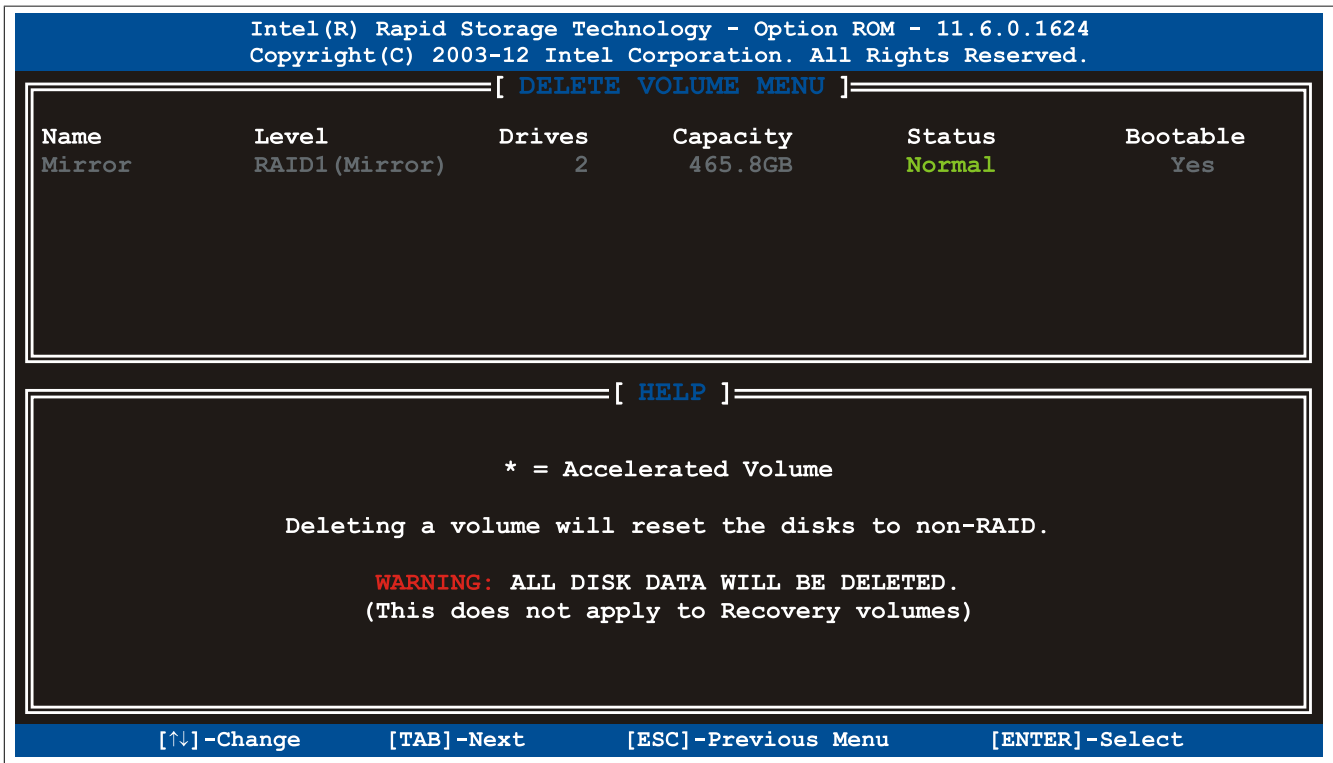 Intel(R) Rapid Storage Technology - Option ROM - 11.6.0.1624
Copyright(C) 2003-12 Intel Corporation. All Rights Reserved.
[ DELETE VOLUME MENU ]
Name Level Drives Capacity Status Bootable
Mirror RAID1(Mirror) 2 465.8GB Normal Yes
[ HELP ]
* = Accelerated Volume
Deleting a volume will reset the disks to non-RAID.
WARNING: ALL DISK DATA WILL BE DELETED.
(This does not apply to Recovery volumes)
[↑↓]-Change [TAB]-Next [ESC]-Previous Menu [ENTER]-Select